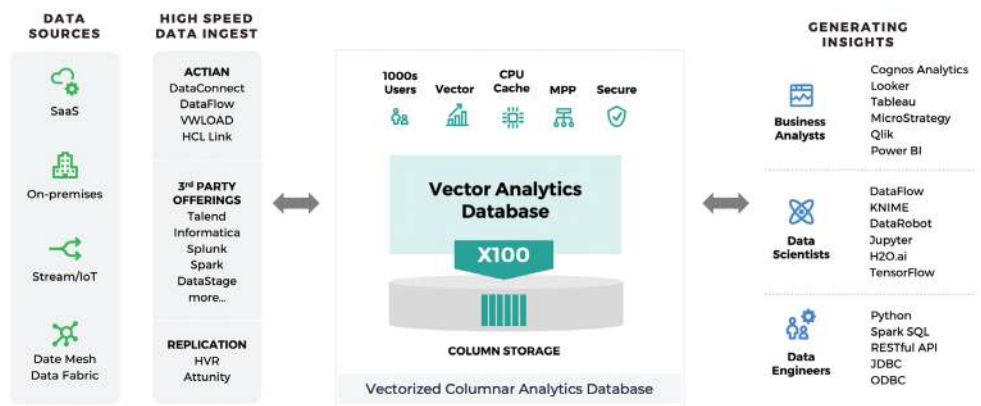 DATA
SOURCES
SaaS
On-premises
Stream/IoT
Date Mesh
Data Fabric
HIGH SPEED
DATA INGEST
ACTIAN
DataConnect
DataFlow
VWLOAD
HCL Link
3rd PARTY
OFFERINGS
Talend
Informatica
Splunk
Spark
DataStage
more...
REPLICATION
HVR
Attunity
1000s
Users
Vector
CPU
Cache
MPP
Secure
Vector Analytics
Database
X100
COLUMN STORAGE
Vectorized Columnar Analytics Database
GENERATING
INSIGHTS
Business
Analysts
Cognos Analytics
Looker
Tableau
MicroStrategy
Qlik
Power BI
Data
Scientists
DataFlow
KNIME
DataRobot
Jupyter
H2O.ai
TensorFlow
Data
Engineers
Python
Spark SQL
RESTful API
JDBC
ODBC